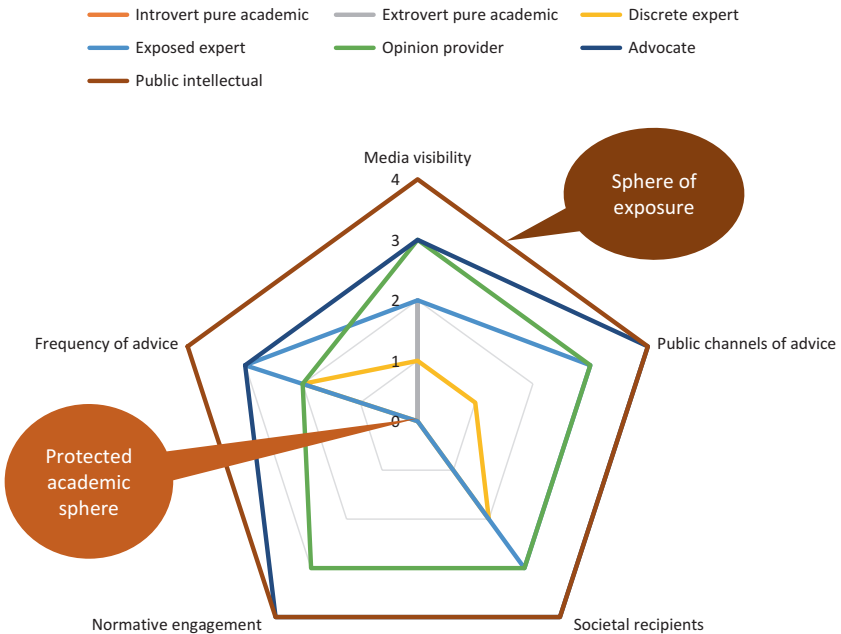 Introvert pure academic
Extrovert pure academic
Discrete expert
Exposed expert
Opinion provider
Advocate
Public intellectual
Media visibility
Sphere of
exposure
4
3
2
1
0
Frequency of advice
Public channels of advice
Protected
academic
sphere
Normative engagement
Societal recipients